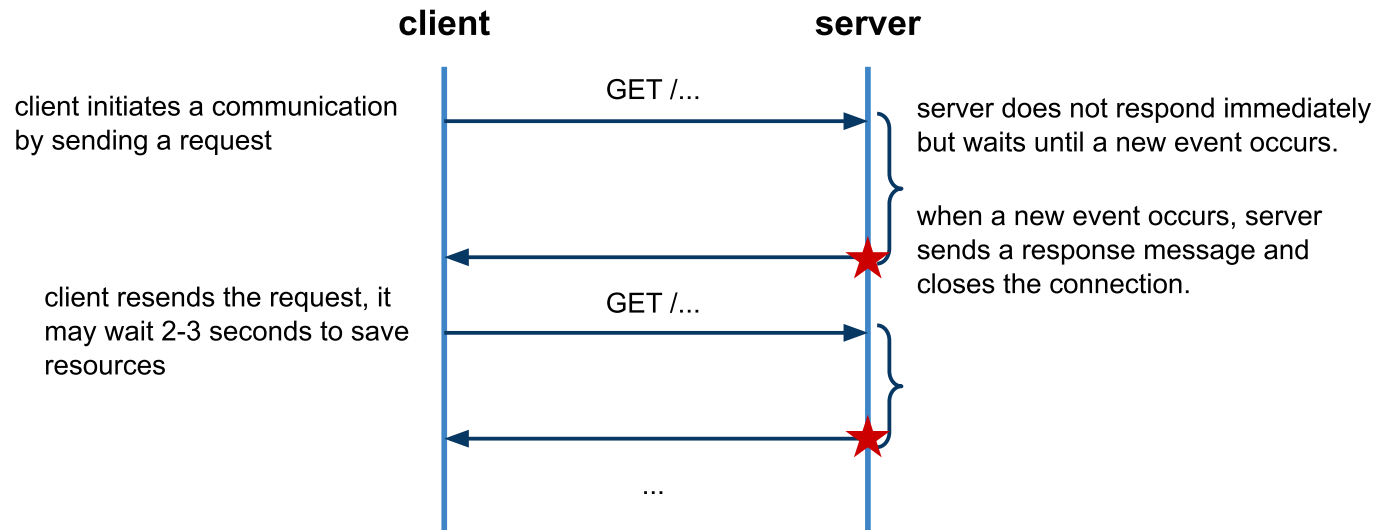 client
server
GET /...
client initiates a communication
by sending a request
server does not respond immediately
but waits until a new event occurs.
when a new event occurs, server
sends a response message and
closes the connection.
client resends the request, it
may wait 2-3 seconds to save
resources
GET /...
...